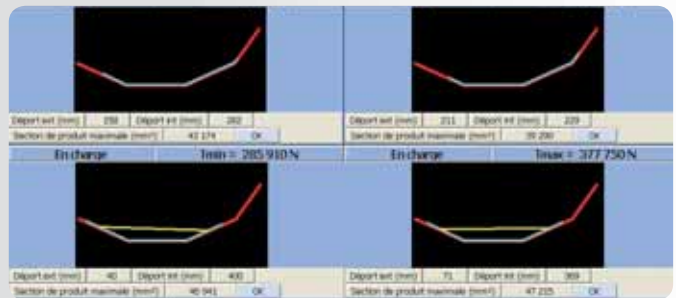 Déport ext (mm) 258 Déport int (mm) 282
Section de produit maximale (mm²) 43 174 OK
Déport ext (mm) 211 Déport int (mm) 229
Section de produit maximale (mm²) 39 290 OK
En charge Tmin = 285 910 N
En charge Tmax = 377 750 N
Déport ext (mm) 40 Déport int (mm) 400
Section de produit maximale (mm²) 46 941 OK
Déport ext (mm) 71 Déport int (mm) 369
Section de produit maximale (mm²) 47 225 OK